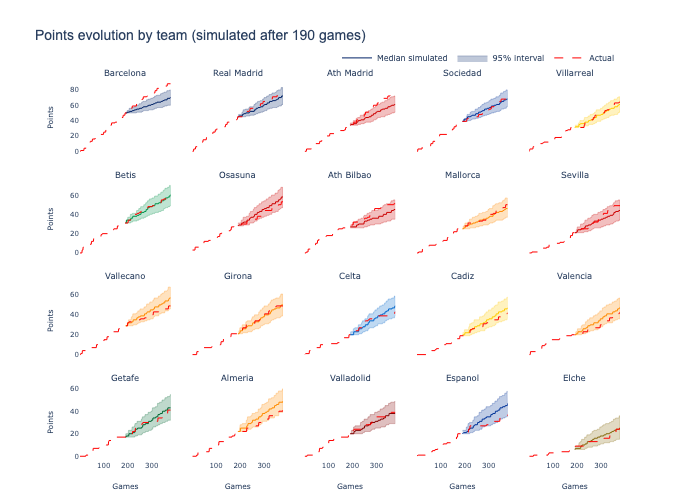 Points evolution by team (simulated after 190 games)
Median simulated 95% interval Actual
Barcelona Real Madrid Ath Madrid Sociedad Villarreal
80
60
40
20
0
Points
Betis Osasuna Ath Bilbao Mallorca Sevilla
60
40
20
0
Points
Vallecano Girona Celta Cadiz Valencia
60
40
20
0
Points
Getafe Almeria Valladolid Espanol Elche
60
40
20
0
Points
100 200 300 100 200 300 100 200 300 100 200 300 100 200 300
Games Games Games Games Games